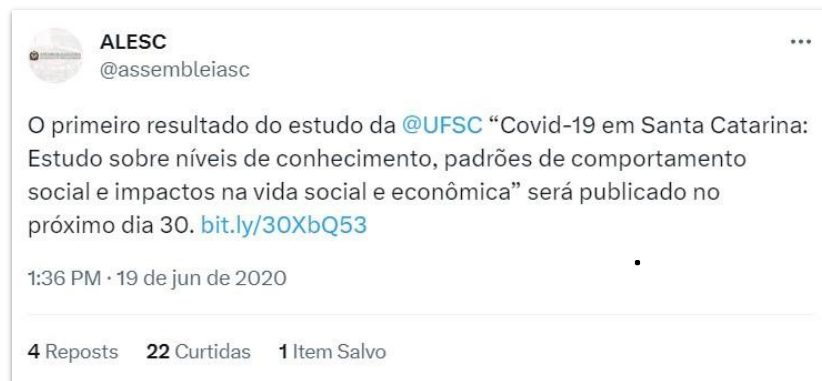 ALESC
@assembleiasc
...
O primeiro resultado do estudo da @UFSC “Covid-19 em Santa Catarina:
Estudo sobre níveis de conhecimento, padrões de comportamento
social e impactos na vida social e econômica” será publicado no
próximo dia 30. bit.ly/30XbQ53
1:36 PM · 19 de jun de 2020
4 Reposts 22 Curtidas 1 Item Salvo